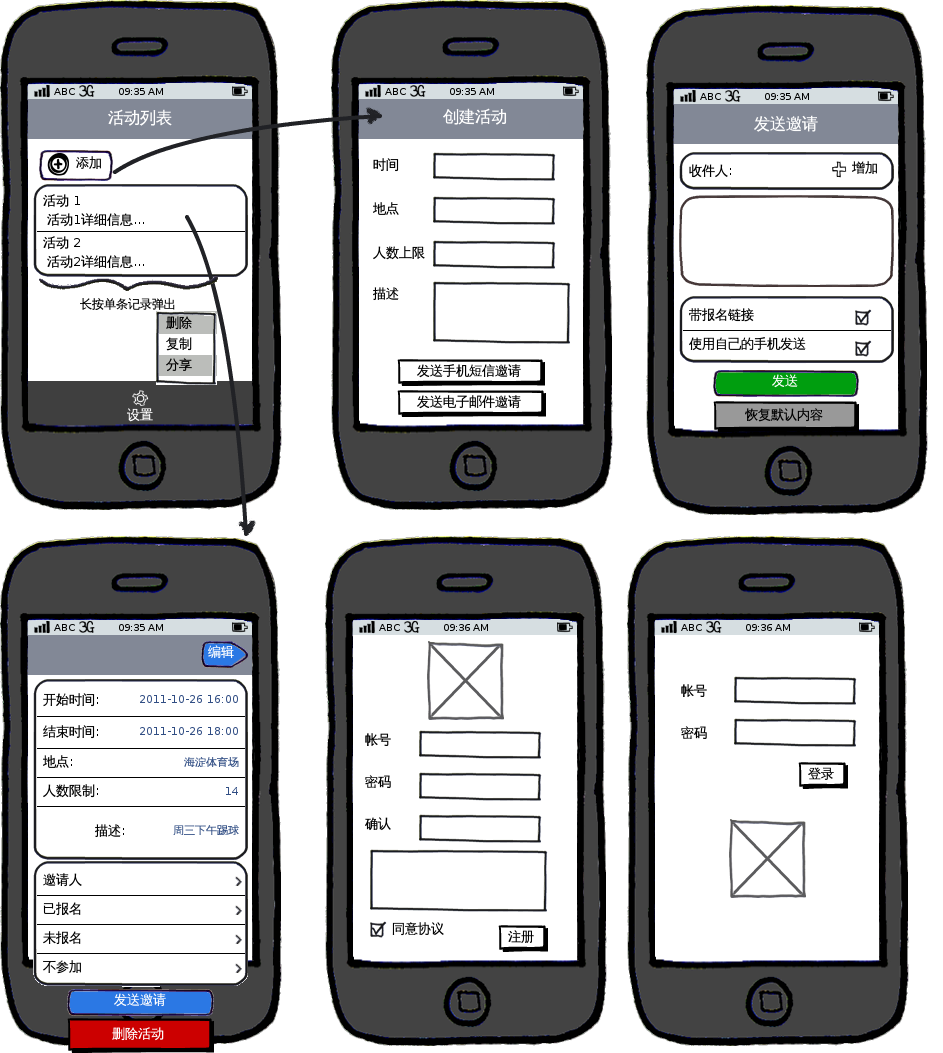 ABC 3G 09:35 AM
活动列表
添加
活动 1
活动1详细信息...
活动 2
活动2详细信息...
长按单条记录弹出
删除
复制
分享
设置
ABC 3G 09:35 AM
创建活动
时间
地点
人数上限
描述
发送手机短信邀请
发送电子邮件邀请
ABC 3G 09:35 AM
发送邀请
收件人: 增加
带报名链接
使用自己的手机发送
发送
恢复默认内容
ABC 3G 09:35 AM
编辑
开始时间: 2011-10-26 16:00
结束时间: 2011-10-26 18:00
地点: 海淀体育场
人数限制: 14
描述: 周三下午踢球
邀请人
已报名
未报名
不参加
发送邀请
删除活动
ABC 3G 09:36 AM
帐号
密码
确认
同意协议 注册
ABC 3G 09:36 AM
帐号
密码
登录